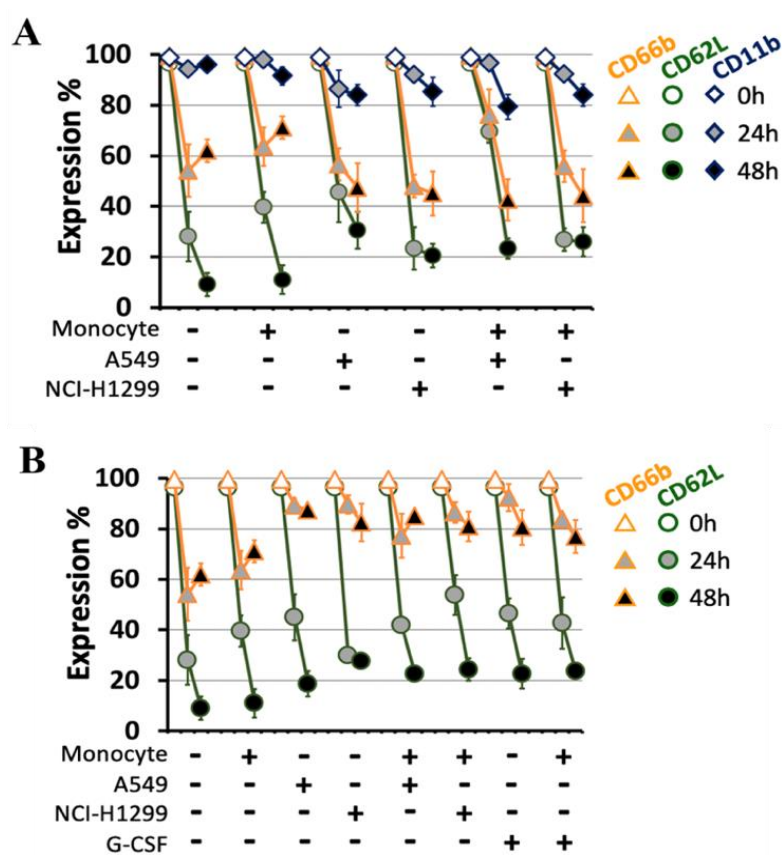 A
Expression %
100
80
60
40
20
0
CD66b CD62L CD11b
0h
24h
48h
Monocyte - + - - + +
A549 - - + - + -
NCI-H1299 - - - + - +
B
Expression %
100
80
60
40
20
0
CD66b CD62L
0h
24h
48h
Monocyte - + - - + + - +
A549 - - + - + - - -
NCI-H1299 - - - + - + - -
G-CSF - - - - - - + +